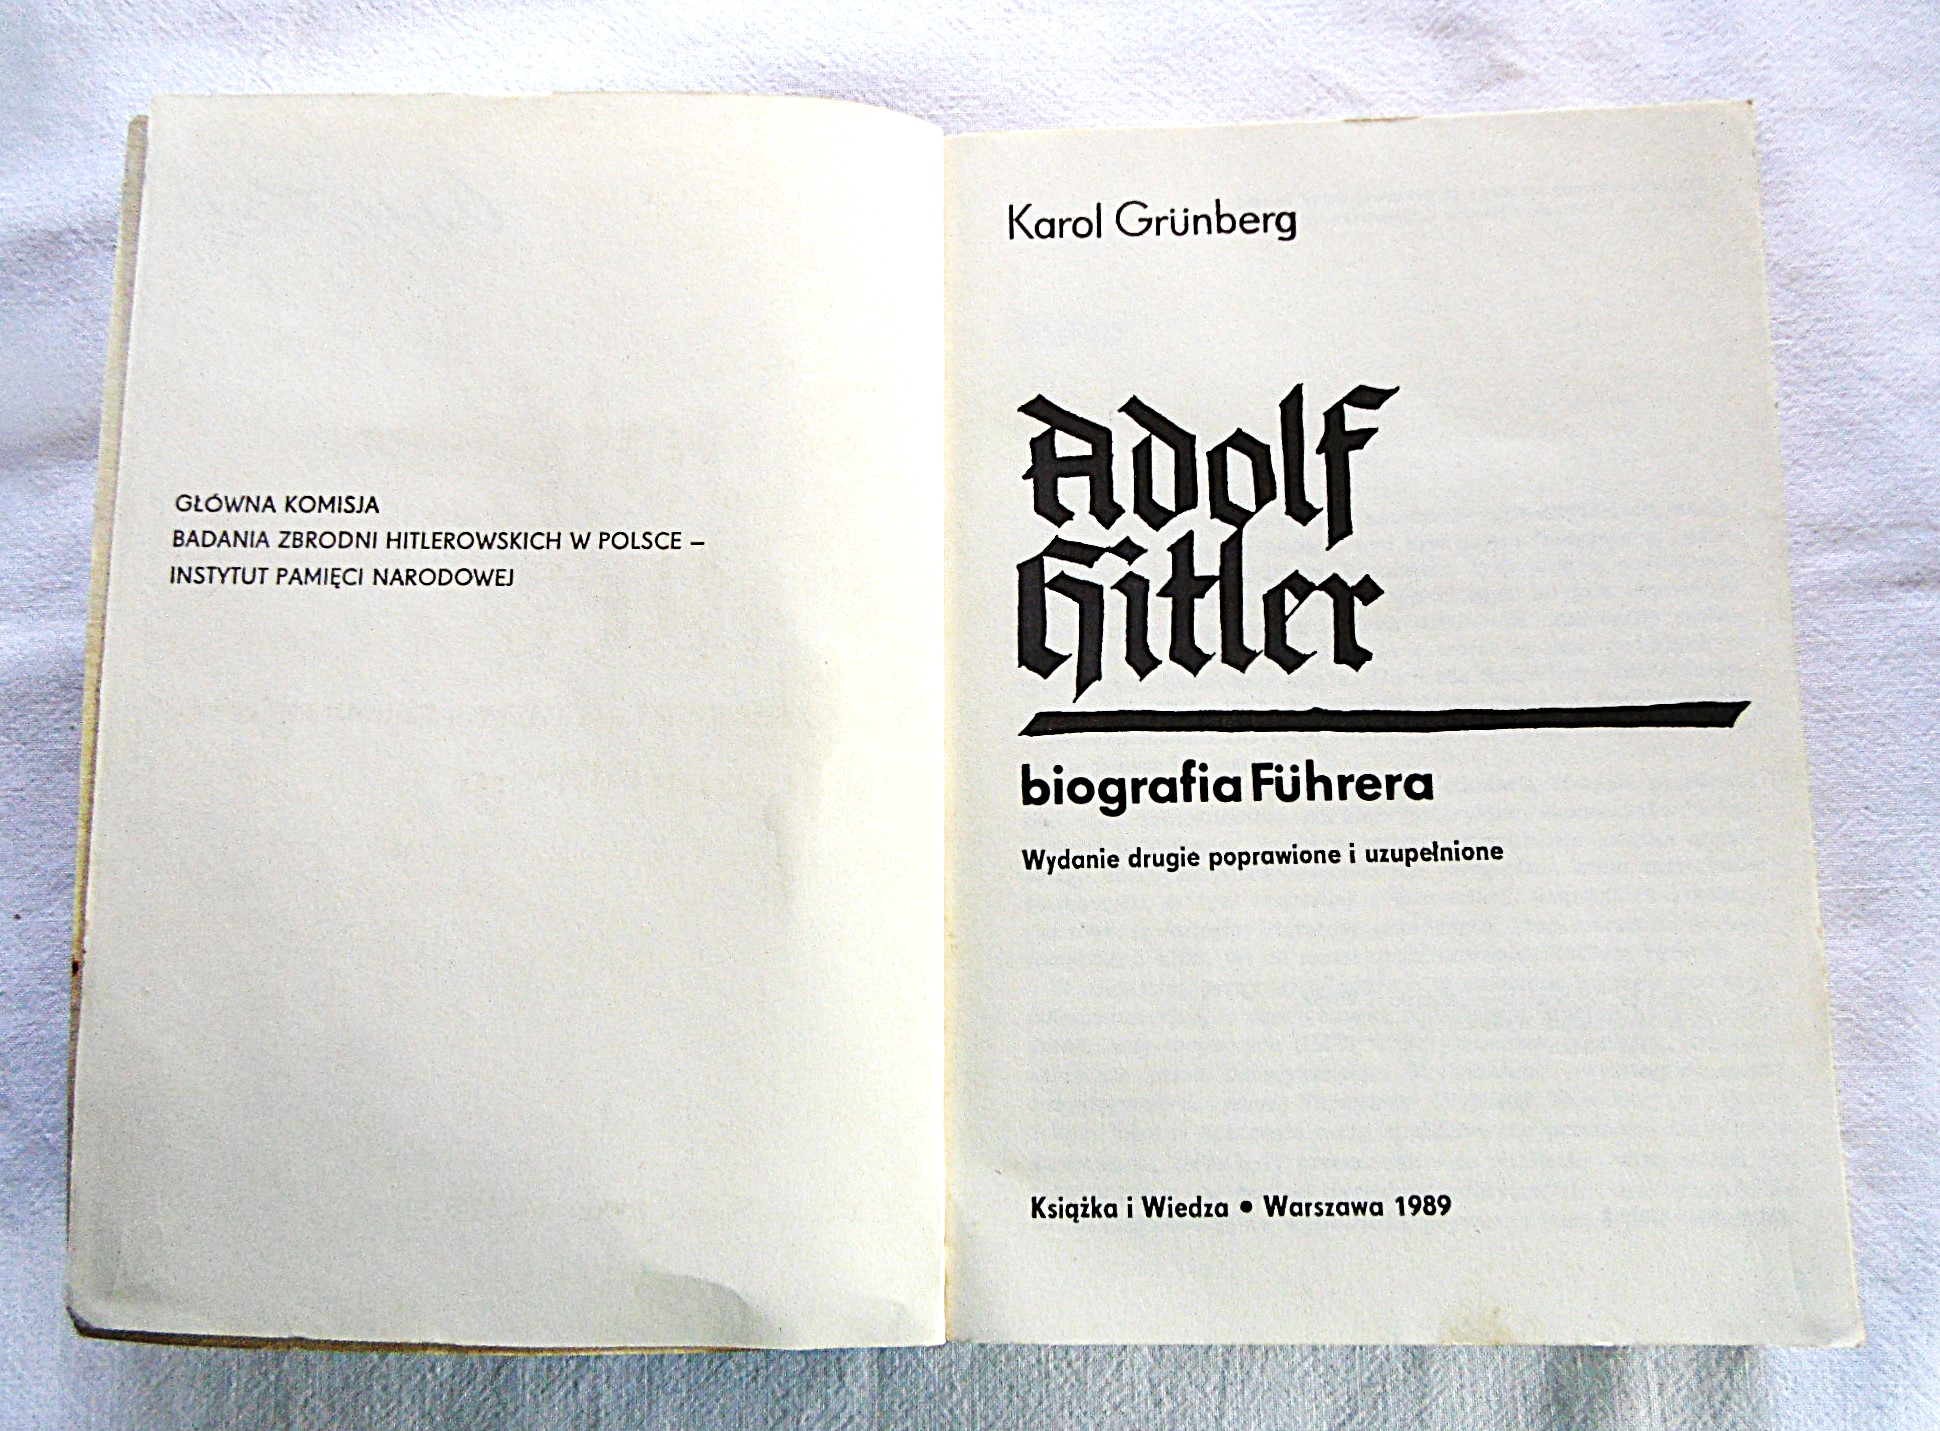 GŁÓWNA KOMISJA
BADANIA ZBRODNI HITLEROWSKICH W POLSCE –
INSTYTUT PAMIĘCI NARODOWEJ
Karol Grünberg
Adolf
Hitler
biografia Führera
Wydanie drugie poprawione i uzupełnione
Książka i Wiedza • Warszawa 1989